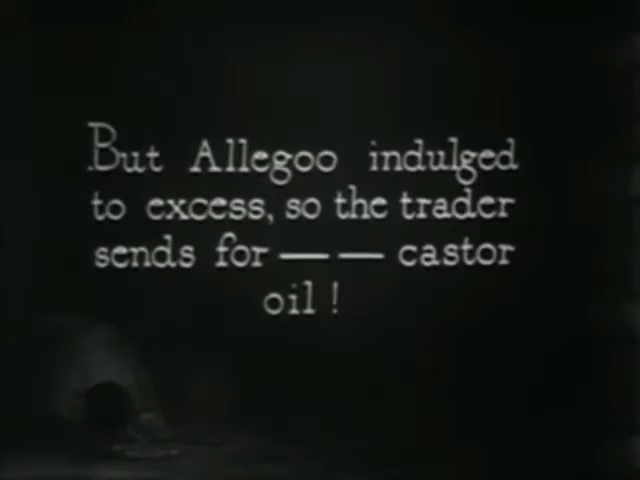 But Allegoo indulged
to excess, so the trader
sends for — — castor
oil !